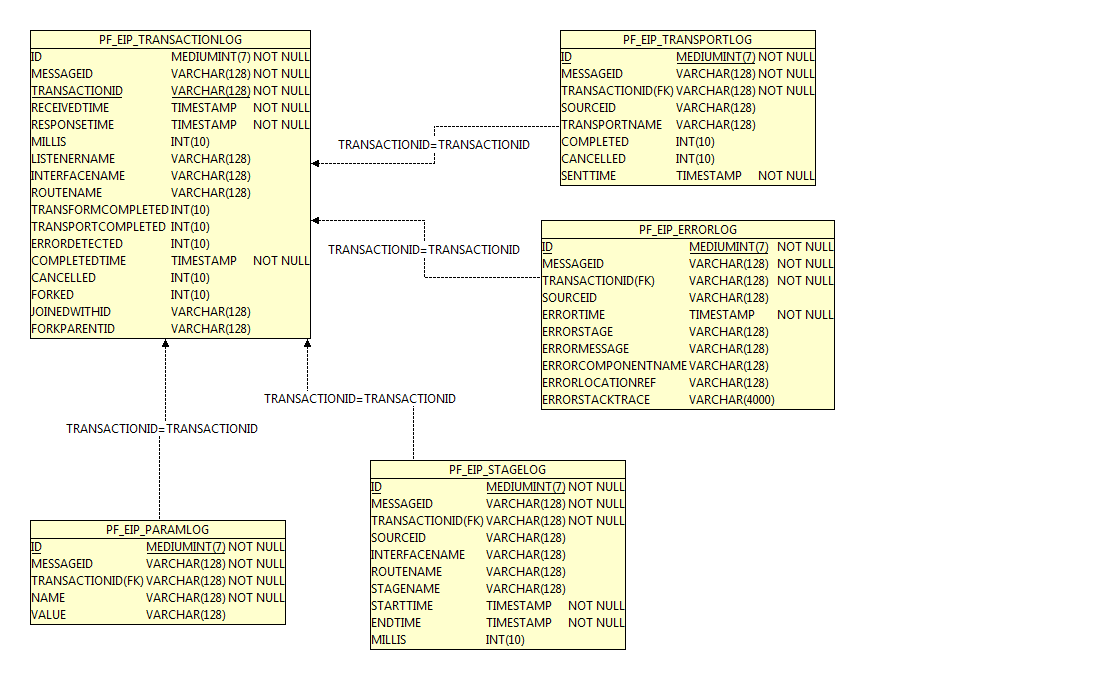 PF_EIP_TRANSACTIONLOG
ID MEDIUMINT(7) NOT NULL
MESSAGEID VARCHAR(128) NOT NULL
TRANSACTIONID VARCHAR(128) NOT NULL
RECEIVEDTIME TIMESTAMP NOT NULL
RESPONSETIME TIMESTAMP NOT NULL
MILLIS INT(10)
LISTENERNAME VARCHAR(128)
INTERFACENAME VARCHAR(128)
ROUTENAME VARCHAR(128)
TRANSFORMCOMPLETED INT(10)
TRANSPORTCOMPLETED INT(10)
ERRORDETECTED INT(10)
COMPLETEDTIME TIMESTAMP NOT NULL
CANCELLED INT(10)
FORKED INT(10)
JOINEDWITHID VARCHAR(128)
FORKPARENTID VARCHAR(128)
TRANSACTIONID=TRANSACTIONID
PF_EIP_TRANSPORTLOG
ID MEDIUMINT(7) NOT NULL
MESSAGEID VARCHAR(128) NOT NULL
TRANSACTIONID(FK) VARCHAR(128) NOT NULL
SOURCEID VARCHAR(128)
TRANSPORTNAME VARCHAR(128)
COMPLETED INT(10)
CANCELLED INT(10)
SENTTIME TIMESTAMP NOT NULL
TRANSACTIONID=TRANSACTIONID
PF_EIP_ERRORLOG
ID MEDIUMINT(7) NOT NULL
MESSAGEID VARCHAR(128) NOT NULL
TRANSACTIONID(FK) VARCHAR(128) NOT NULL
SOURCEID VARCHAR(128)
ERRORTIME TIMESTAMP NOT NULL
ERRORSTAGE VARCHAR(128)
ERRORMESSAGE VARCHAR(128)
ERRORCOMPONENTNAME VARCHAR(128)
ERRORLOCATIONREF VARCHAR(128)
ERRORSTACKTRACE VARCHAR(4000)
TRANSACTIONID=TRANSACTIONID
TRANSACTIONID=TRANSACTIONID
PF_EIP_STAGELOG
ID MEDIUMINT(7) NOT NULL
MESSAGEID VARCHAR(128) NOT NULL
TRANSACTIONID(FK) VARCHAR(128) NOT NULL
SOURCEID VARCHAR(128)
INTERFACENAME VARCHAR(128)
ROUTENAME VARCHAR(128)
STAGENAME VARCHAR(128)
STARTTIME TIMESTAMP NOT NULL
ENDTIME TIMESTAMP NOT NULL
MILLIS INT(10)
PF_EIP_PARAMLOG
ID MEDIUMINT(7) NOT NULL
MESSAGEID VARCHAR(128) NOT NULL
TRANSACTIONID(FK) VARCHAR(128) NOT NULL
NAME VARCHAR(128) NOT NULL
VALUE VARCHAR(128)